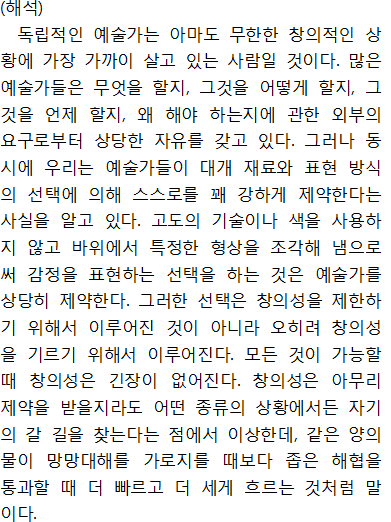 (해석)
독립적인 예술가는 아마도 무한한 창의적인 상
황에 가장 가까이 살고 있는 사람일 것이다. 많은
예술가들은 무엇을 할지, 그것을 어떻게 할지, 그
것을 언제 할지, 왜 해야 하는지에 관한 외부의
요구로부터 상당한 자유를 갖고 있다. 그러나 동
시에 우리는 예술가들이 대개 재료와 표현 방식
의 선택에 의해 스스로를 꽤 강하게 제약한다는
사실을 알고 있다. 고도의 기술이나 색을 사용하
지 않고 바위에서 특정한 형상을 조각해 냄으로
써 감정을 표현하는 선택을 하는 것은 예술가를
상당히 제약한다. 그러한 선택은 창의성을 제한하
기 위해서 이루어진 것이 아니라 오히려 창의성
을 기르기 위해서 이루어진다. 모든 것이 가능할
때 창의성은 긴장이 없어진다. 창의성은 아무리
제약을 받을지라도 어떤 종류의 상황에서든 자기
의 갈 길을 찾는다는 점에서 이상한데, 같은 양의
물이 망망대해를 가로지를 때보다 좁은 해협을
통과할 때 더 빠르고 더 세게 흐르는 것처럼 말
이다.